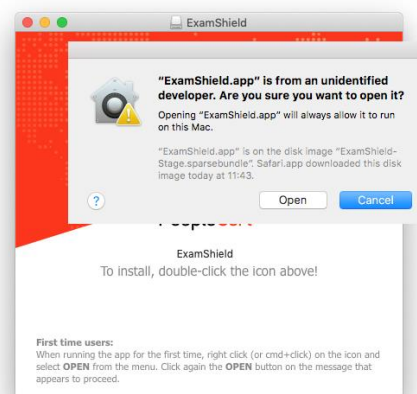 ExamShield
"ExamShield.app" is from an unidentified
developer. Are you sure you want to open it?
Opening "ExamShield.app" will always allow it to run
on this Mac.
"ExamShield.app" is on the disk image "ExamShield-
Stage.sparsebundle". Safari.app downloaded this disk
image today at 11:43.
?
Open
Cancel
ExamShield
To install, double-click the icon above!
First time users:
When running the app for the first time, right click (or cmd+click) on the icon and
select OPEN from the menu. Click again the OPEN button on the message that
appears to proceed.